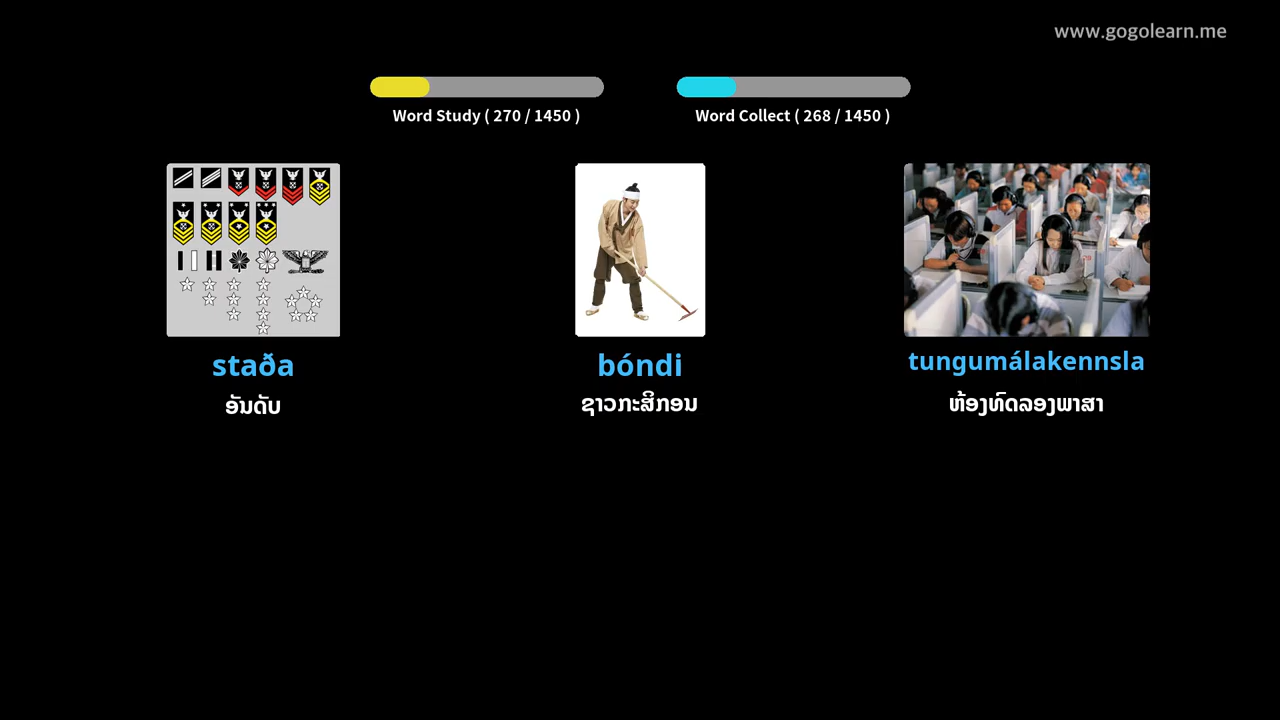 www.gogolearn.me
Word Study ( 270 / 1450 )
Word Collect ( 268 / 1450 )
staða
bóndi
tungumálakennsla
ອັນດັບ
ຊາວກະສິກອນ
ຫ້ອງທົດລອງພາສາ